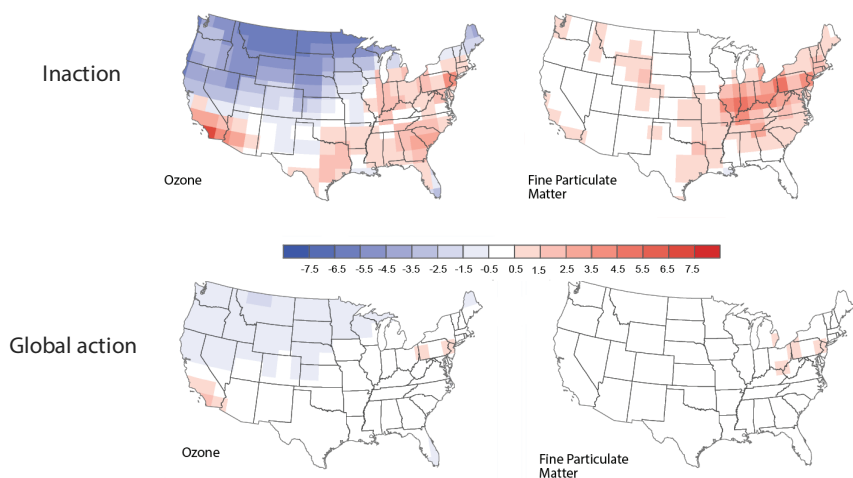 Inaction
Ozone
Fine Particulate
Matter
-7.5 -6.5 -5.5 -4.5 -3.5 -2.5 -1.5 -0.5 0.5 1.5 2.5 3.5 4.5 5.5 6.5 7.5
Global action
Ozone
Fine Particulate
Matter